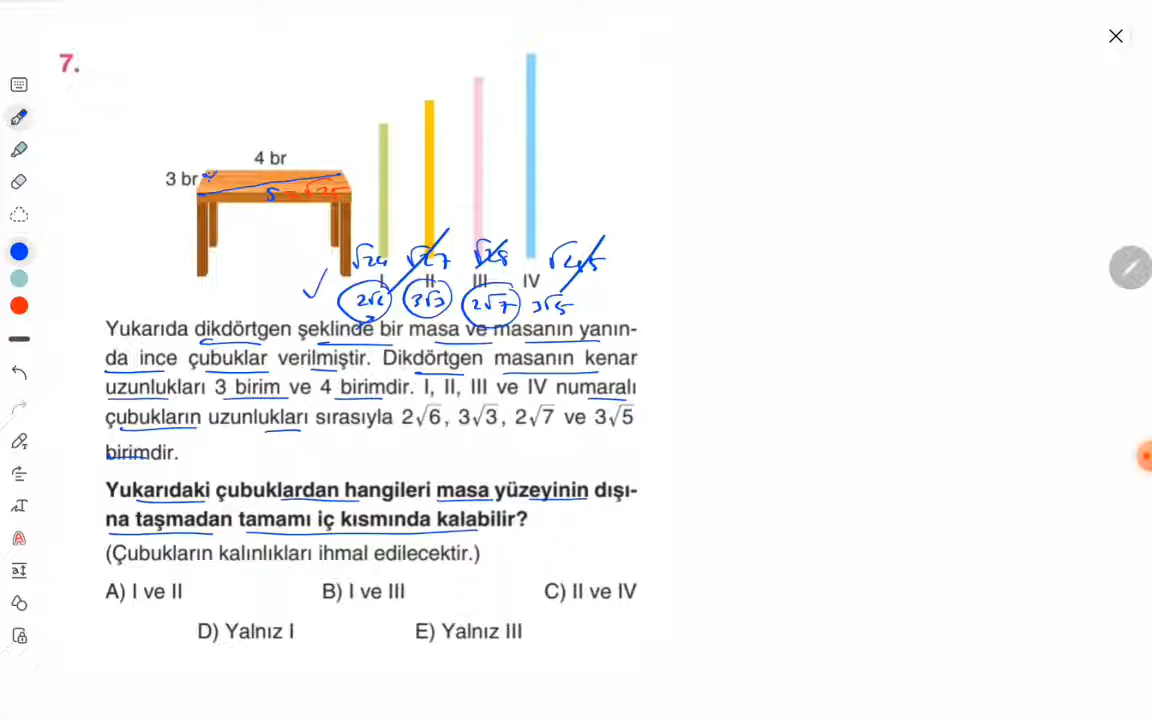 7.
4 br
3 br
5 = √25
√24 √27 √28 √45
I II III IV
2√6 3√3 2√7 3√5
Yukarıda dikdörtgen şeklinde bir masa ve masanın yanın-
da ince çubuklar verilmiştir. Dikdörtgen masanın kenar
uzunlukları 3 birim ve 4 birimdir. I, II, III ve IV numaralı
çubukların uzunlukları sırasıyla 2√6, 3√3, 2√7 ve 3√5
birimdir.
Yukarıdaki çubuklardan hangileri masa yüzeyinin dışı-
na taşmadan tamamı iç kısmında kalabilir?
(Çubukların kalınlıkları ihmal edilecektir.)
A) I ve II B) I ve III C) II ve IV
D) Yalnız I E) Yalnız III